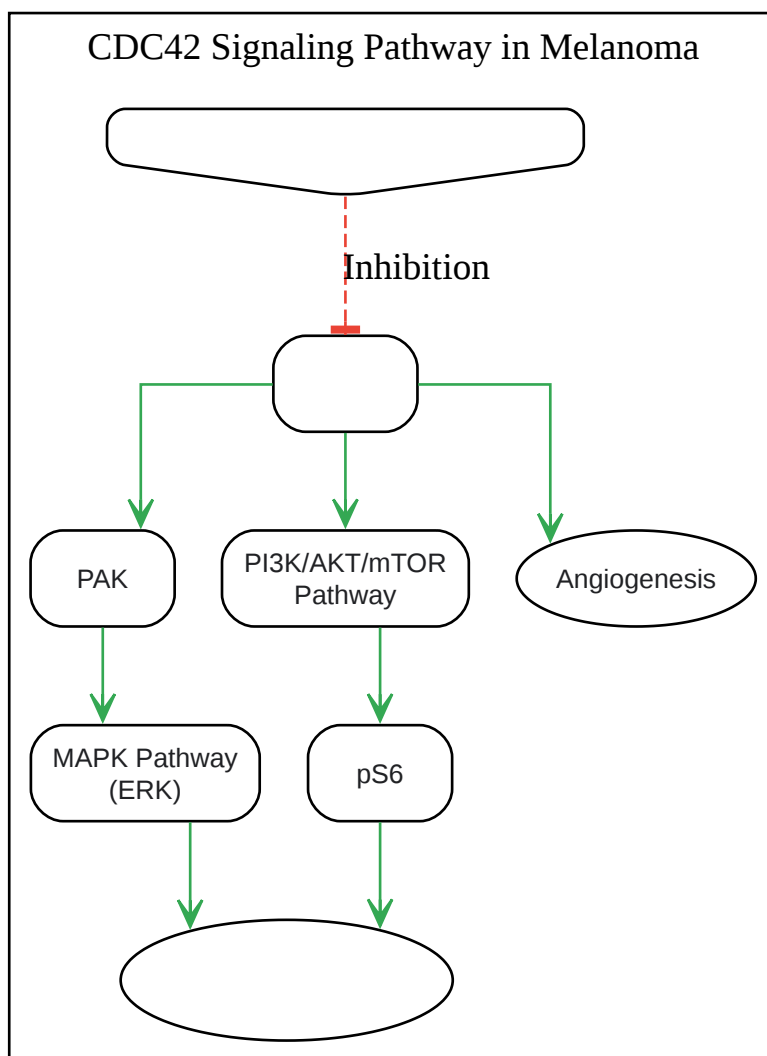 CDC42 Signaling Pathway in Melanoma
Inhibition
PAK
PI3K/AKT/mTOR
Pathway
Angiogenesis
MAPK Pathway
(ERK)
pS6